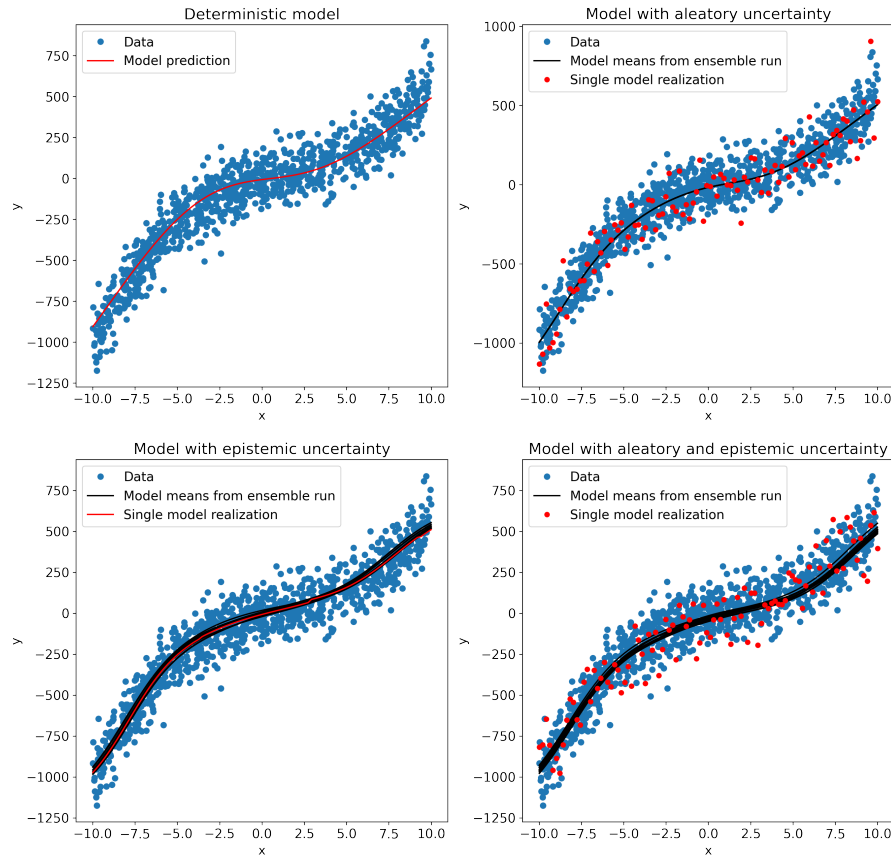 Deterministic model
Data
Model prediction
750
500
250
0
−250
−500
−750
−1000
−1250
y
−10.0 −7.5 −5.0 −2.5 0.0 2.5 5.0 7.5 10.0
x
Model with aleatory uncertainty
Data
Model means from ensemble run
Single model realization
1000
500
0
−500
−1000
y
−10.0 −7.5 −5.0 −2.5 0.0 2.5 5.0 7.5 10.0
x
Model with epistemic uncertainty
Data
Model means from ensemble run
Single model realization
750
500
250
0
−250
−500
−750
−1000
−1250
y
−10.0 −7.5 −5.0 −2.5 0.0 2.5 5.0 7.5 10.0
x
Model with aleatory and epistemic uncertainty
Data
Model means from ensemble run
Single model realization
750
500
250
0
−250
−500
−750
−1000
−1250
y
−10.0 −7.5 −5.0 −2.5 0.0 2.5 5.0 7.5 10.0
x